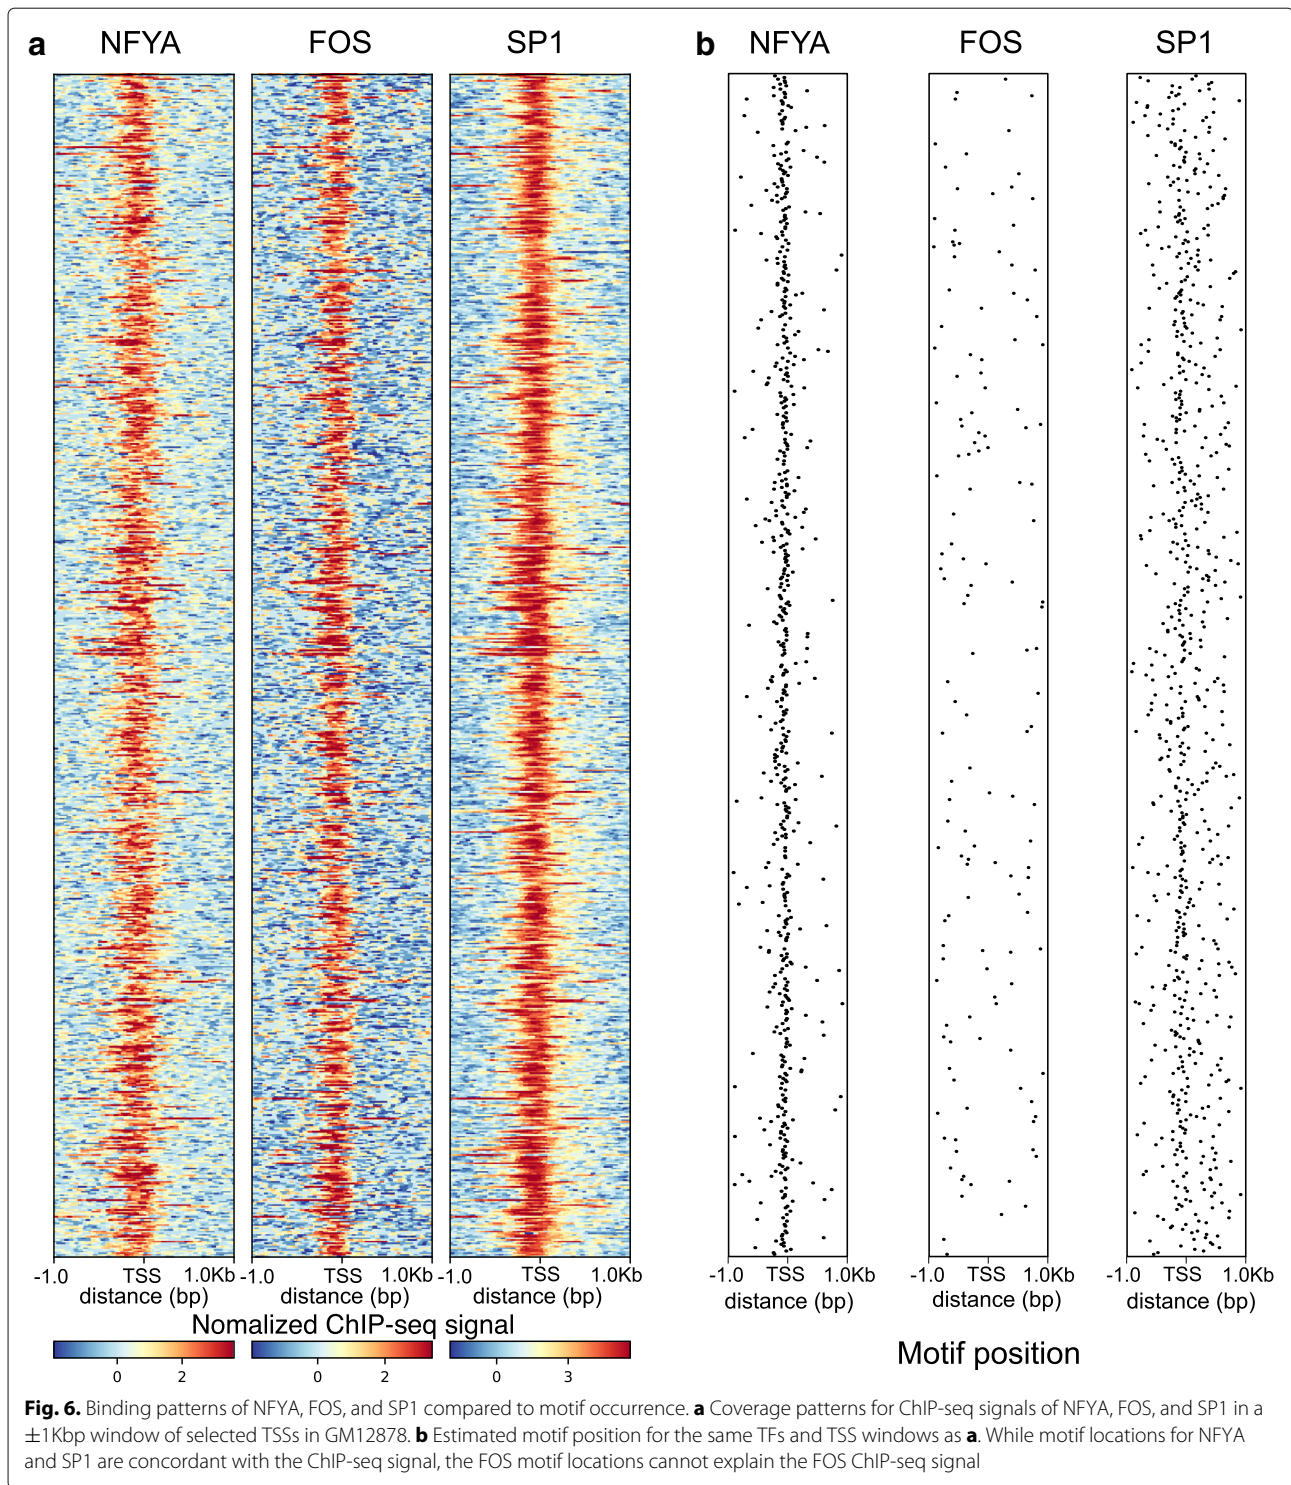 a NFYA FOS SP1 b NFYA FOS SP1
-1.0 TSS 1.0Kb -1.0 TSS 1.0Kb -1.0 TSS 1.0Kb -1.0 TSS 1.0Kb -1.0 TSS 1.0Kb -1.0 TSS 1.0Kb
distance (bp) distance (bp) distance (bp) distance (bp) distance (bp) distance (bp)
Nomalized ChIP-seq signal
Motif position
0 2 0 2 0 3
Fig. 6. Binding patterns of NFYA, FOS, and SP1 compared to motif occurrence. a Coverage patterns for ChIP-seq signals of NFYA, FOS, and SP1 in a
±1Kbp window of selected TSSs in GM12878. b Estimated motif position for the same TFs and TSS windows as a. While motif locations for NFYA
and SP1 are concordant with the ChIP-seq signal, the FOS motif locations cannot explain the FOS ChIP-seq signal